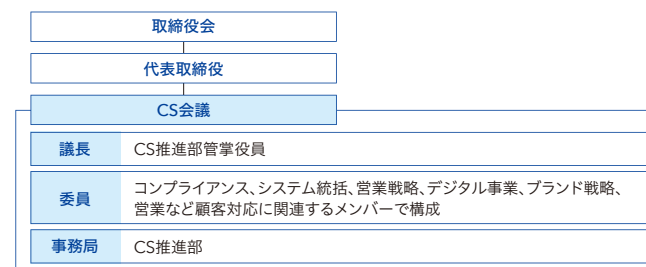 取締役会
代表取締役
CS会議
議長 CS推進部管掌役員
委員 コンプライアンス、システム統括、営業戦略、デジタル事業、ブランド戦略、
営業など顧客対応に関連するメンバーで構成
事務局 CS推進部